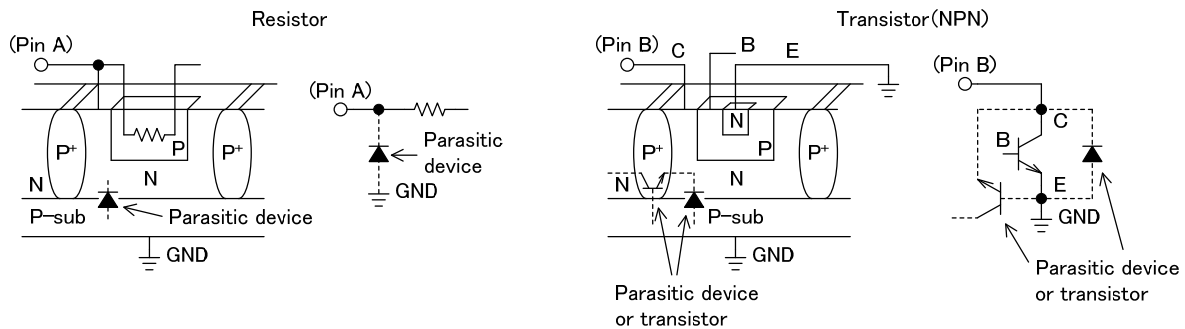 Resistor
(Pin A)
P+
P
P+
N
N
P-sub
Parasitic device
GND
(Pin A)
Parasitic
device
GND
Transistor(NPN)
(Pin B)
C
B
E
N
P+
P
P+
N
N
P-sub
GND
Parasitic device
or transistor
(Pin B)
C
B
E
GND
Parasitic device
or transistor